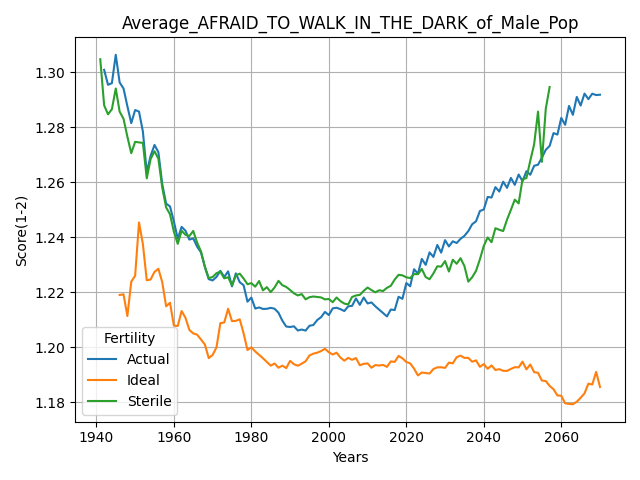 Average_AFRAID_TO_WALK_IN_THE_DARK_of_Male_Pop
1.30
1.28
1.26
1.24
1.22
1.20
1.18
Score(1-2)
Fertility
Actual
Ideal
Sterile
1940 1960 1980 2000 2020 2040 2060
Years